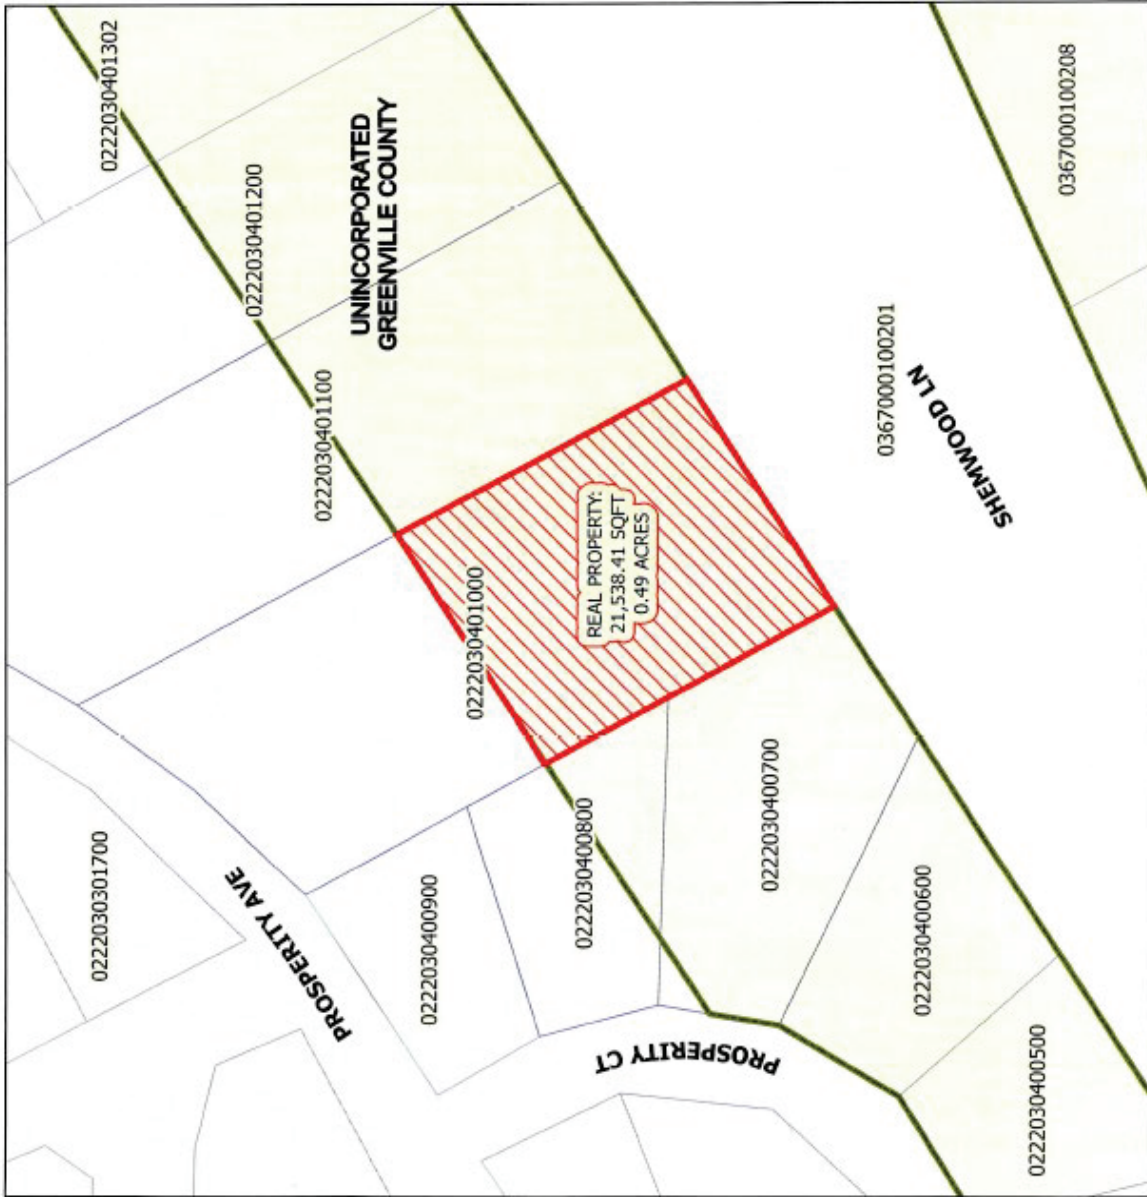 0222030401302
0222030401200
UNINCORPORATED
GREENVILLE COUNTY
0367000100208
0222030401100
0367000100201
SHEMWOOD LN
0222030401000
REAL PROPERTY:
21,538.41 SQFT
0.49 ACRES
0222030301700
PROSPERITY AVE
0222030400900
0222030400800
0222030400700
0222030400600
PROSPERITY CT
0222030400500